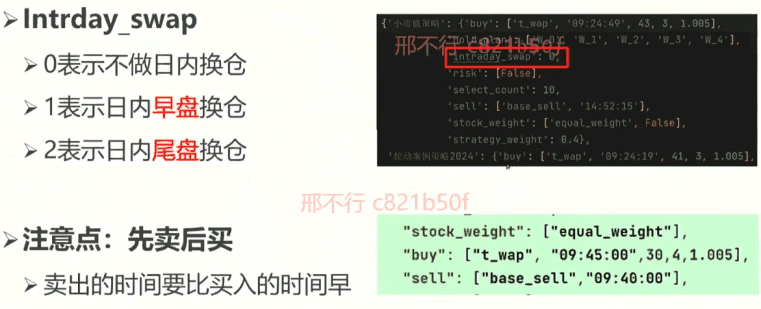 Intrday_swap
0表示不做日内换仓
1表示日内早盘换仓
2表示日内尾盘换仓
注意点：先卖后买
卖出的时间要比买入的时间早
{'小市值策略': {'buy': ['t_wap', '09:24:49', 43, 3, 1.005],
'hold_plan': ['W_0', 'W_1', 'W_2', 'W_3', 'W_4'],
'intraday_swap': 0,
'risk': [False],
'select_count': 10,
'sell': ['base_sell', '14:52:15'],
'stock_weight': ['equal_weight', False],
'strategy_weight': 0.4},
'轮动案例策略2024': {'buy': ['t_wap', '09:24:19', 41, 3, 1.005],
邢不行 c821b50f
邢不行 c821b50f
"stock_weight": ["equal_weight"],
"buy": ["t_wap", "09:45:00",30,4,1.005],
"sell": ["base_sell","09:40:00"],